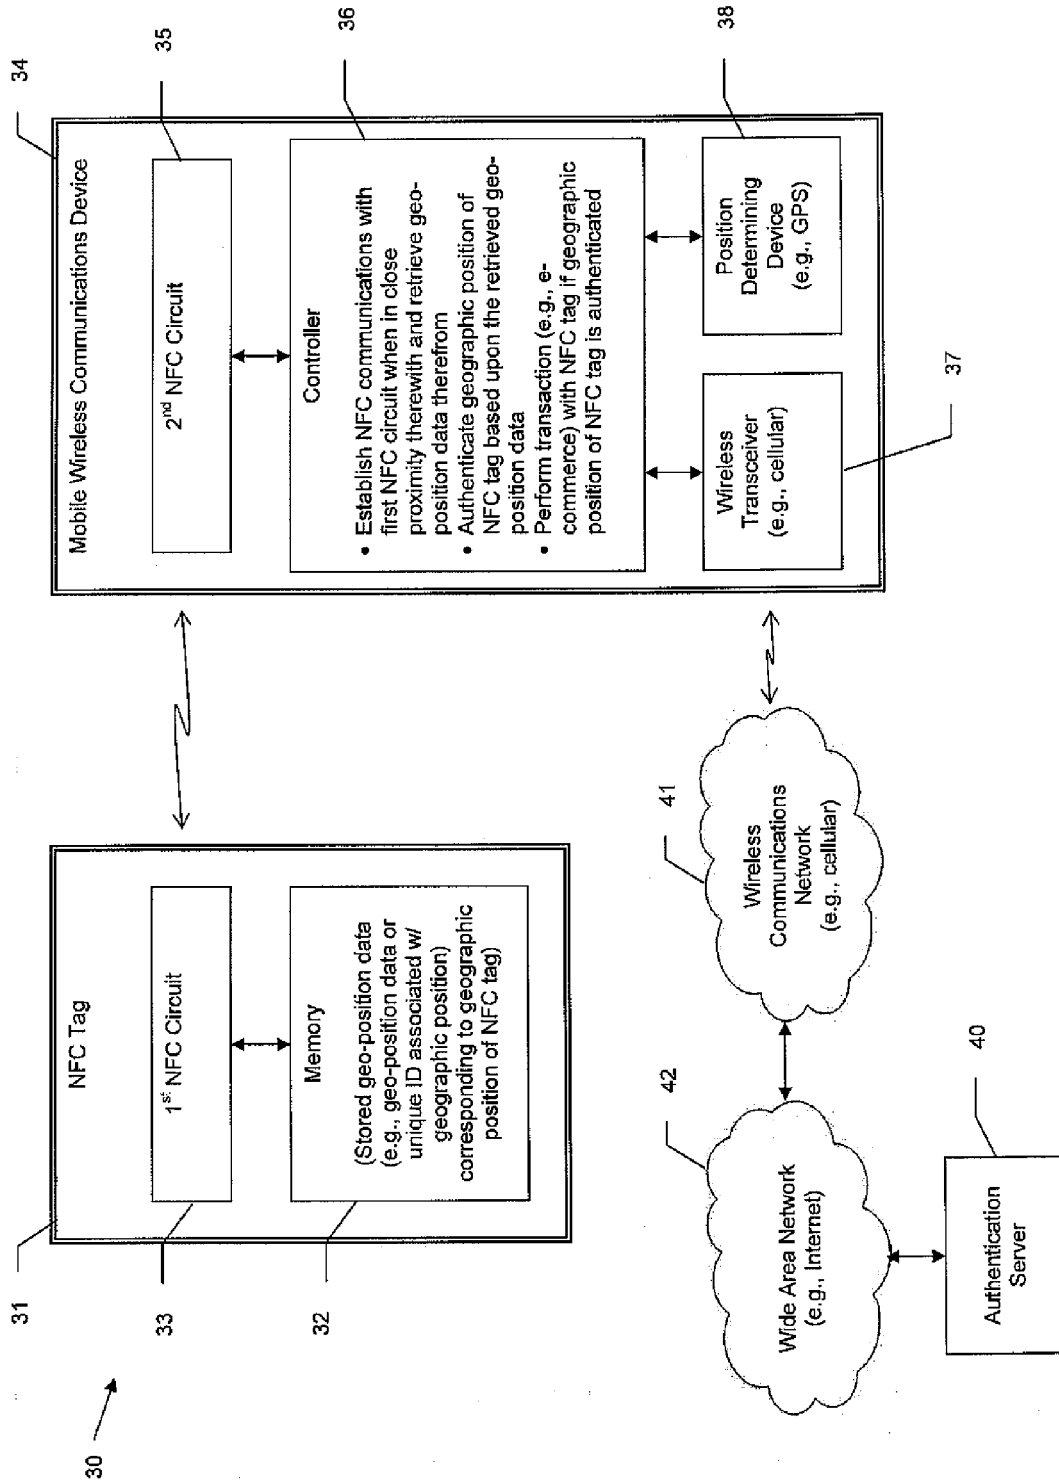 30
31
NFC Tag
33
1st NFC Circuit
32
Memory
(Stored geo-position data
(e.g., geo-position data or
unique ID associated w/
geographic position)
corresponding to geographic
position of NFC tag)
34
Mobile Wireless Communications Device
35
2nd NFC Circuit
36
Controller
• Establish NFC communications with
first NFC circuit when in close
proximity therewith and retrieve geo-
position data therefrom
• Authenticate geographic position of
NFC tag based upon the retrieved geo-
position data
• Perform transaction (e.g., e-
commerce) with NFC tag if geographic
position of NFC tag is authenticated
Wireless
Transceiver
(e.g., cellular)
37
Position
Determining
Device
(e.g., GPS)
38
42
Wide Area Network
(e.g., Internet)
41
Wireless
Communications
Network
(e.g., cellular)
40
Authentication
Server